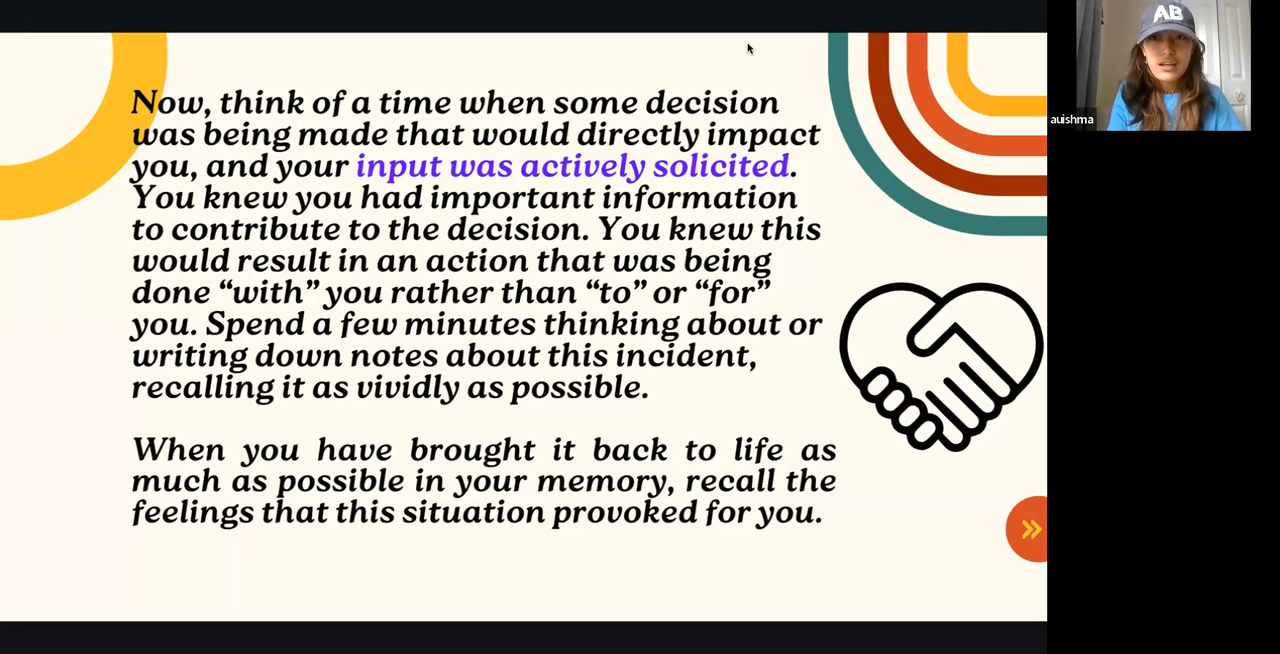 Now, think of a time when some decision
was being made that would directly impact
you, and your input was actively solicited.
You knew you had important information
to contribute to the decision. You knew this
would result in an action that was being
done “with” you rather than “to” or “for”
you. Spend a few minutes thinking about or
writing down notes about this incident,
recalling it as vividly as possible.
When you have brought it back to life as
much as possible in your memory, recall the
feelings that this situation provoked for you.
AB
auishma